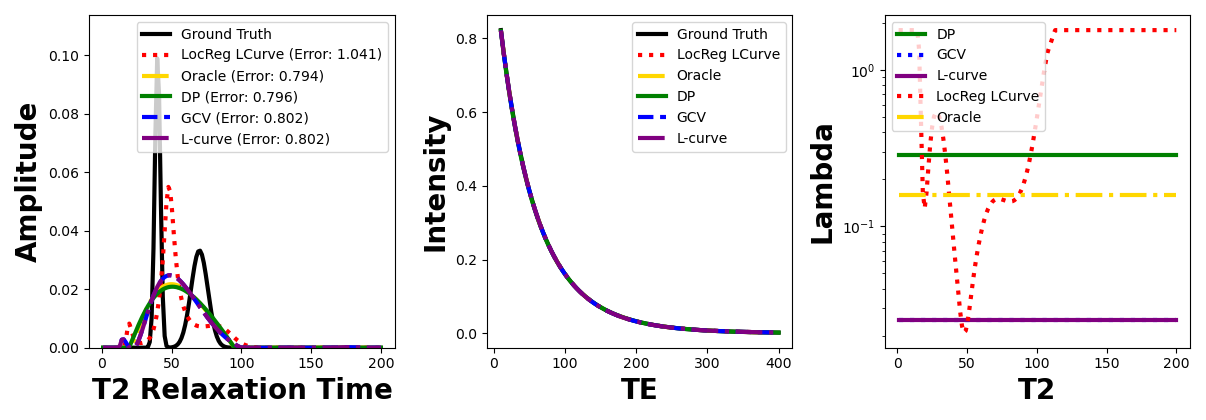 Amplitude
0.10
0.08
0.06
0.04
0.02
0.00
Ground Truth
LocReg LCurve (Error: 1.041)
Oracle (Error: 0.794)
DP (Error: 0.796)
GCV (Error: 0.802)
L-curve (Error: 0.802)
0 50 100 150 200
T2 Relaxation Time
Intensity
0.8
0.6
0.4
0.2
0.0
Ground Truth
LocReg LCurve
Oracle
DP
GCV
L-curve
0 100 200 300 400
TE
Lambda
10⁰
10⁻¹
DP
GCV
L-curve
LocReg LCurve
Oracle
0 50 100 150 200
T2